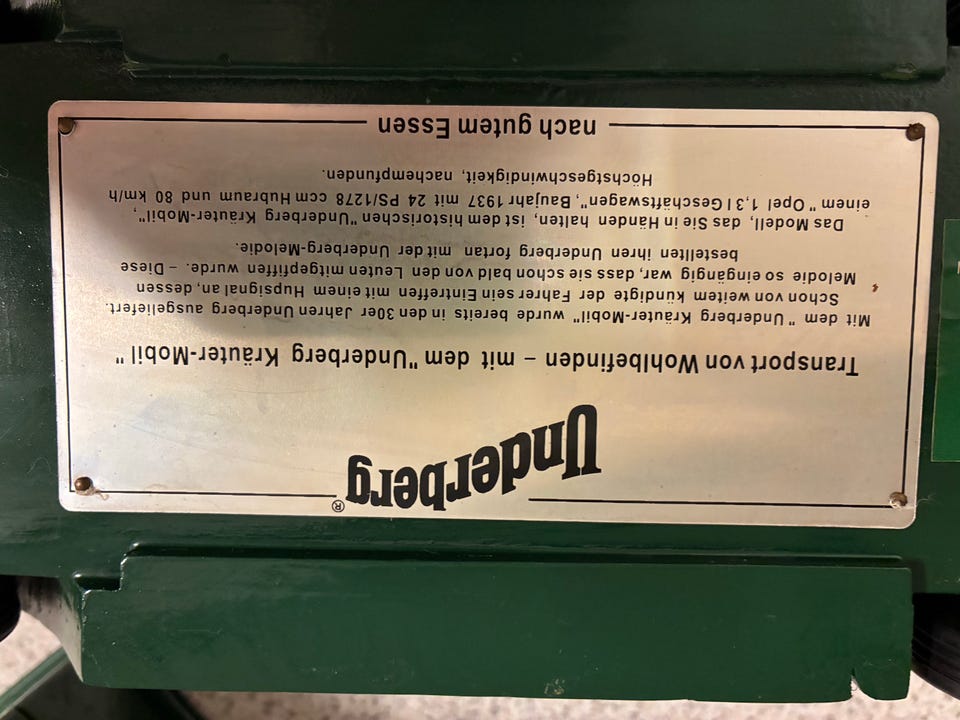 Underberg®
Transport von Wohlbefinden – mit dem "Underberg Kräuter-Mobil"
Mit dem "Underberg Kräuter-Mobil" wurde bereits in den 30er Jahren Underberg ausgeliefert.
Schon von weitem kündigte der Fahrer sein Eintreffen mit einem Hupsignal an, dessen
Melodie so eingängig war, dass sie schon bald von den Leuten mitgepfiffen wurde. – Diese
bestellten ihren Underberg fortan mit der Underberg-Melodie.
Das Modell, das Sie in Händen halten, ist dem historischen "Underberg Kräuter-Mobil",
einem "Opel 1,3 l Geschäftswagen", Baujahr 1937 mit 24 PS/1278 ccm Hubraum und 80 km/h
Höchstgeschwindigkeit, nachempfunden.
nach gutem Essen